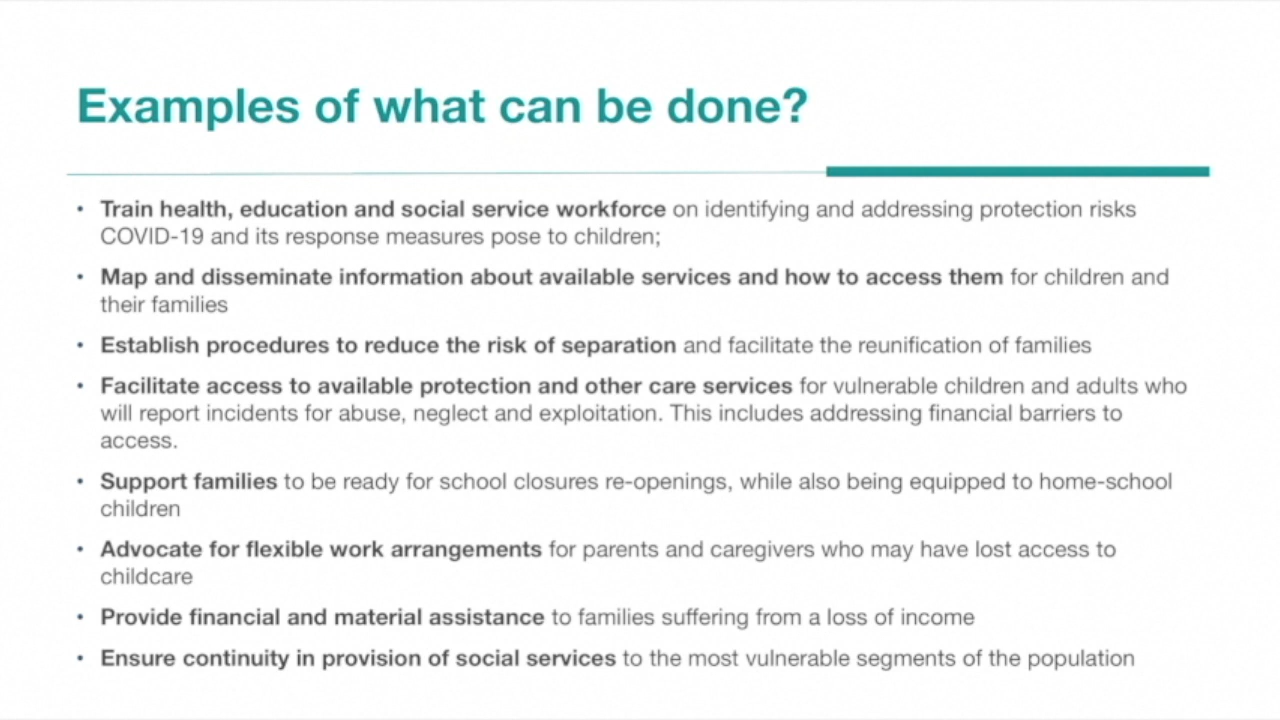 Examples of what can be done?
• Train health, education and social service workforce on identifying and addressing protection risks
COVID-19 and its response measures pose to children;
• Map and disseminate information about available services and how to access them for children and
their families
• Establish procedures to reduce the risk of separation and facilitate the reunification of families
• Facilitate access to available protection and other care services for vulnerable children and adults who
will report incidents for abuse, neglect and exploitation. This includes addressing financial barriers to
access.
• Support families to be ready for school closures re-openings, while also being equipped to home-school
children
• Advocate for flexible work arrangements for parents and caregivers who may have lost access to
childcare
• Provide financial and material assistance to families suffering from a loss of income
• Ensure continuity in provision of social services to the most vulnerable segments of the population